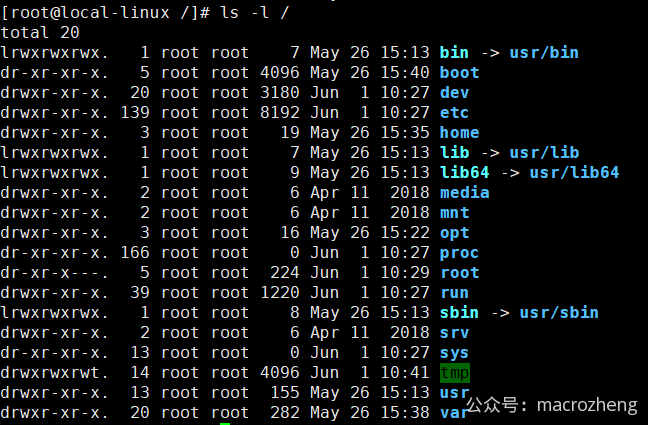 [root@local-linux /]# ls -l /
total 20
lrwxrwxrwx.   1 root root    7 May 26 15:13 bin -> usr/bin
dr-xr-xr-x.   5 root root 4096 May 26 15:40 boot
drwxr-xr-x.  20 root root 3180 Jun  1 10:27 dev
drwxr-xr-x. 139 root root 8192 Jun  1 10:27 etc
drwxr-xr-x.   3 root root   19 May 26 15:35 home
lrwxrwxrwx.   1 root root    7 May 26 15:13 lib -> usr/lib
lrwxrwxrwx.   1 root root    9 May 26 15:13 lib64 -> usr/lib64
drwxr-xr-x.   2 root root    6 Apr 11  2018 media
drwxr-xr-x.   2 root root    6 Apr 11  2018 mnt
drwxr-xr-x.   3 root root   16 May 26 15:22 opt
dr-xr-xr-x. 166 root root    0 Jun  1 10:27 proc
dr-xr-x---.   5 root root  224 Jun  1 10:29 root
drwxr-xr-x.  39 root root 1220 Jun  1 10:27 run
lrwxrwxrwx.   1 root root    8 May 26 15:13 sbin -> usr/sbin
drwxr-xr-x.   2 root root    6 Apr 11  2018 srv
dr-xr-xr-x.  13 root root    0 Jun  1 10:27 sys
drwxrwxrwt.  14 root root 4096 Jun  1 10:41 tmp
drwxr-xr-x.  13 root root  155 May 26 15:13 usr
drwxr-xr-x.  20 root root  282 May 26 15:38 var
公众号：macrozheng